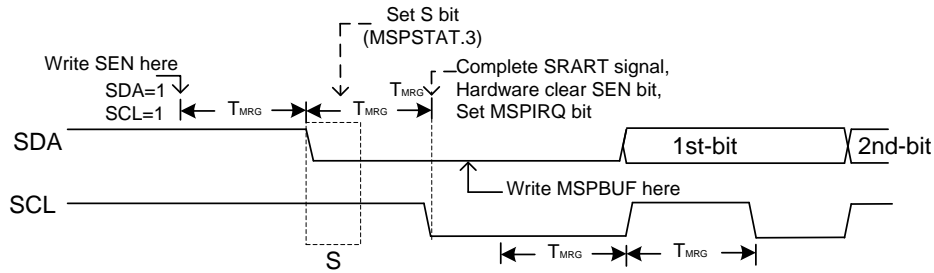 Set S bit
(MSPSTAT.3)
Write SEN here
SDA=1
SCL=1
TMRG
Complete SRART signal,
Hardware clear SEN bit,
Set MSPIRQ bit
TMRG
TMRG
SDA
1st-bit
2nd-bit
Write MSPBUF here
SCL
S
TMRG
TMRG